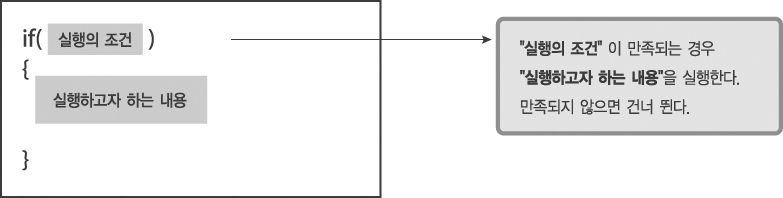 if( 실행의 조건 )
{
실행하고자 하는 내용
}
"실행의 조건" 이 만족되는 경우
"실행하고자 하는 내용"을 실행한다.
만족되지 않으면 건너 뛴다.